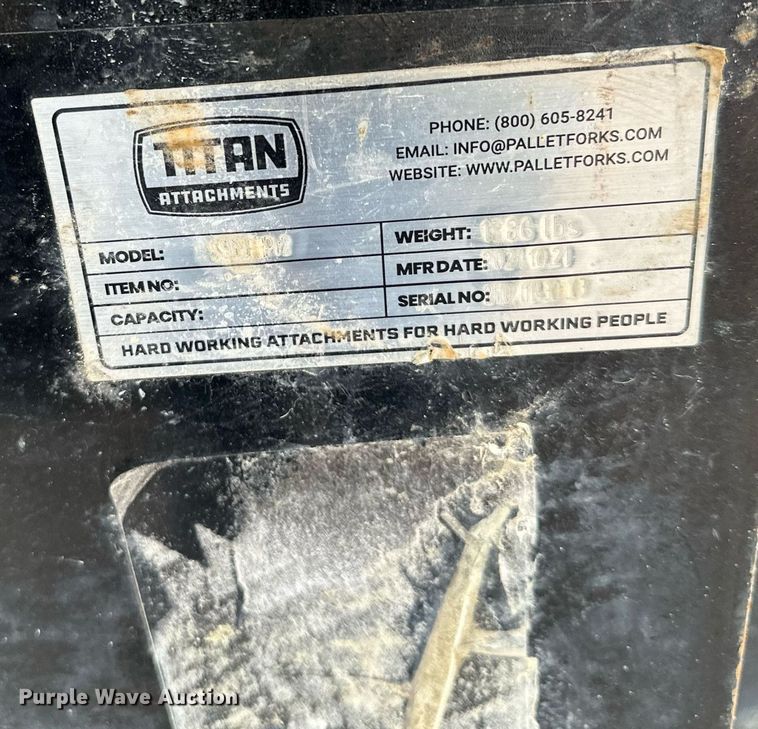 TITAN
ATTACHMENTS
PHONE: (800) 605-8241
EMAIL: INFO@PALLETFORKS.COM
WEBSITE: WWW.PALLETFORKS.COM
MODEL:
ITEM NO:
CAPACITY:
WEIGHT:
MFR DATE:
SERIAL NO:
HARD WORKING ATTACHMENTS FOR HARD WORKING PEOPLE
Purple Wave Auction